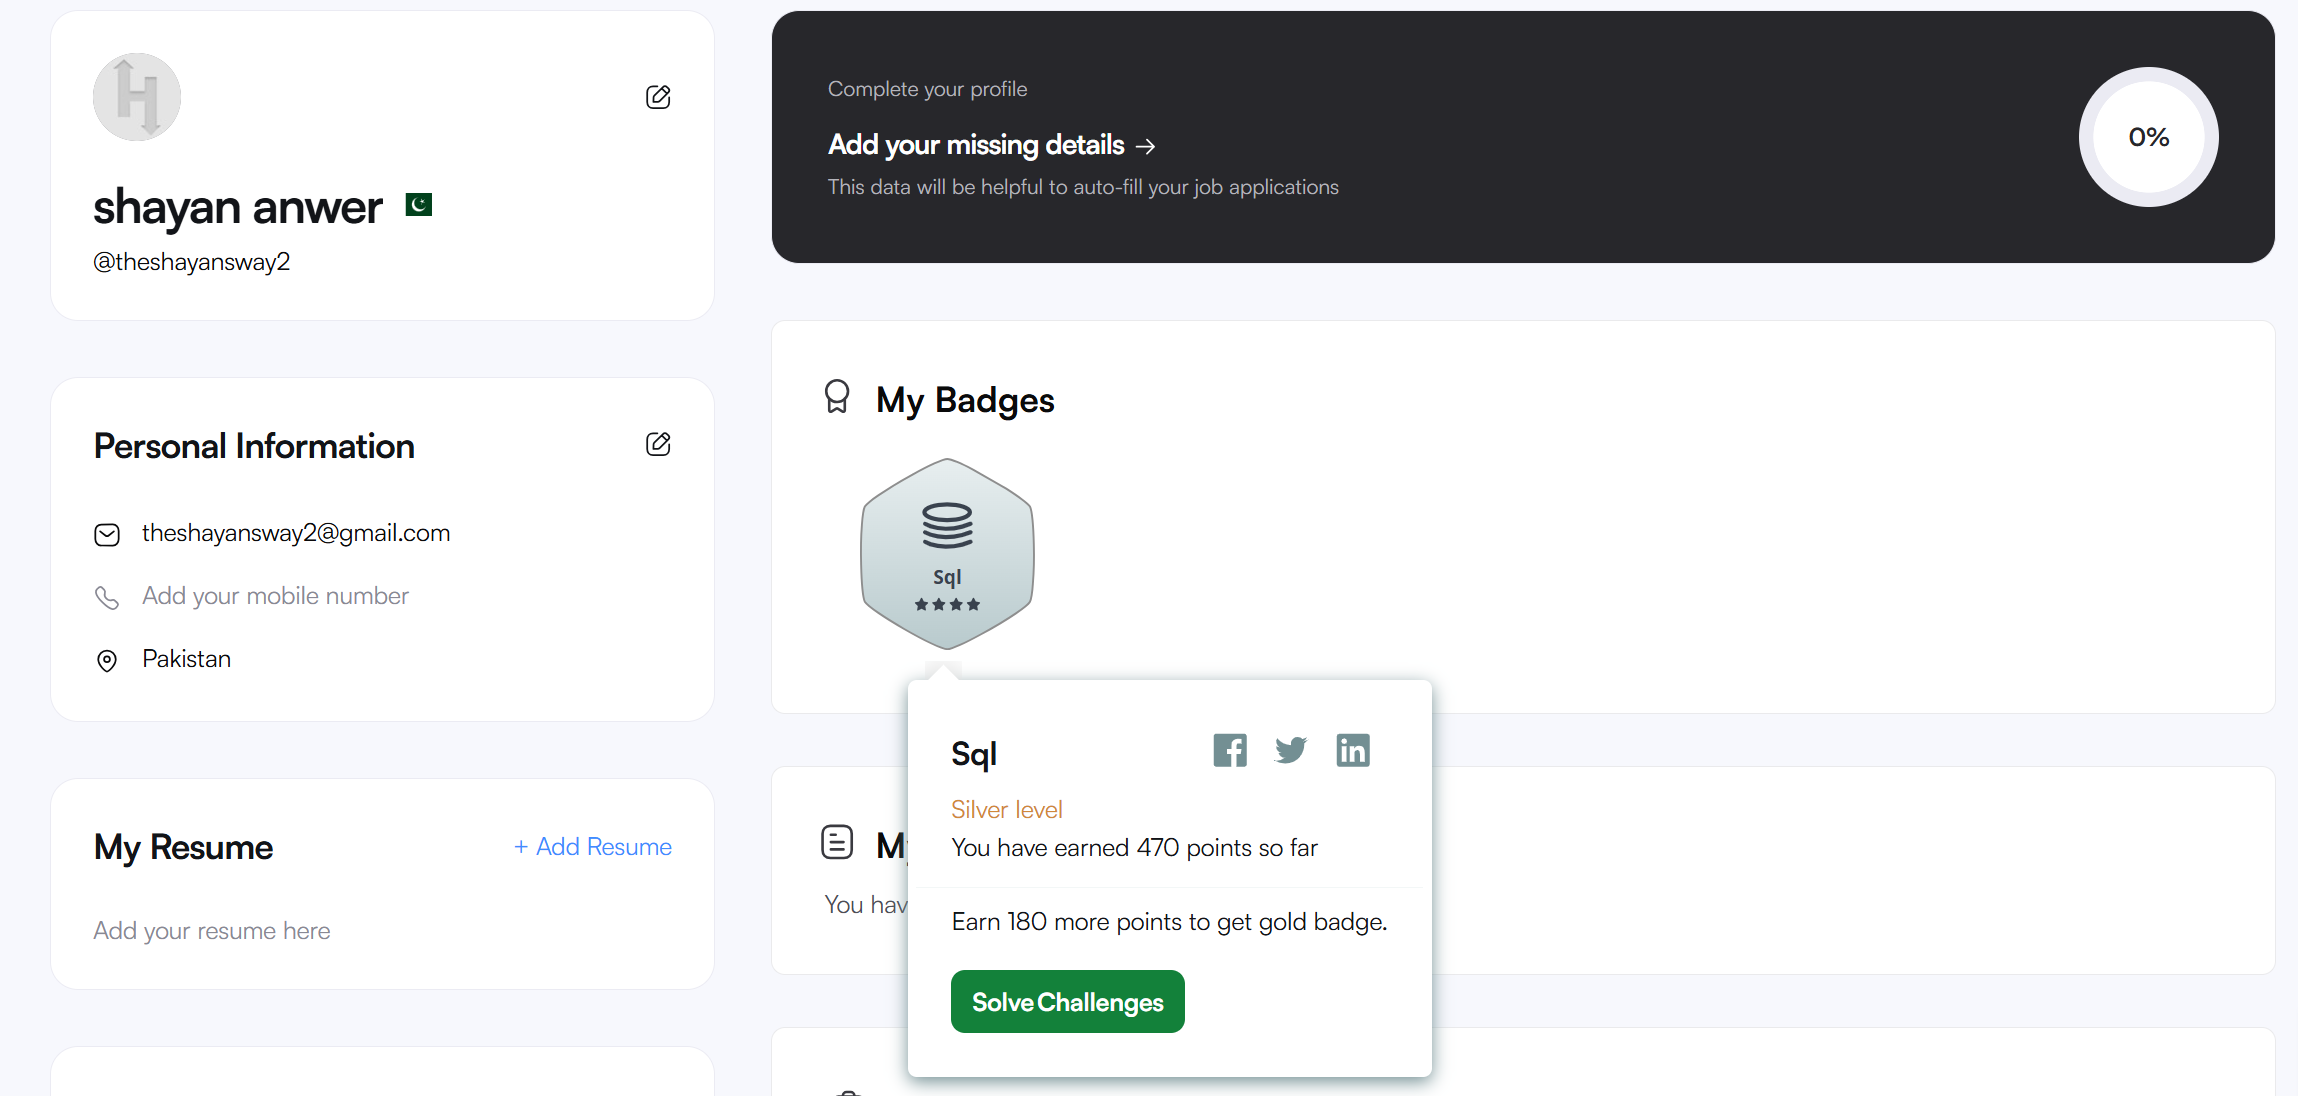 shayan anwer
@theshayansway2
Personal Information
theshayansway2@gmail.com
Add your mobile number
Pakistan
My Resume
+ Add Resume
Add your resume here
Complete your profile
Add your missing details →
This data will be helpful to auto-fill your job applications
0%
My Badges
Sql
Sql
Silver level
You have earned 470 points so far
Earn 180 more points to get gold badge.
Solve Challenges
You